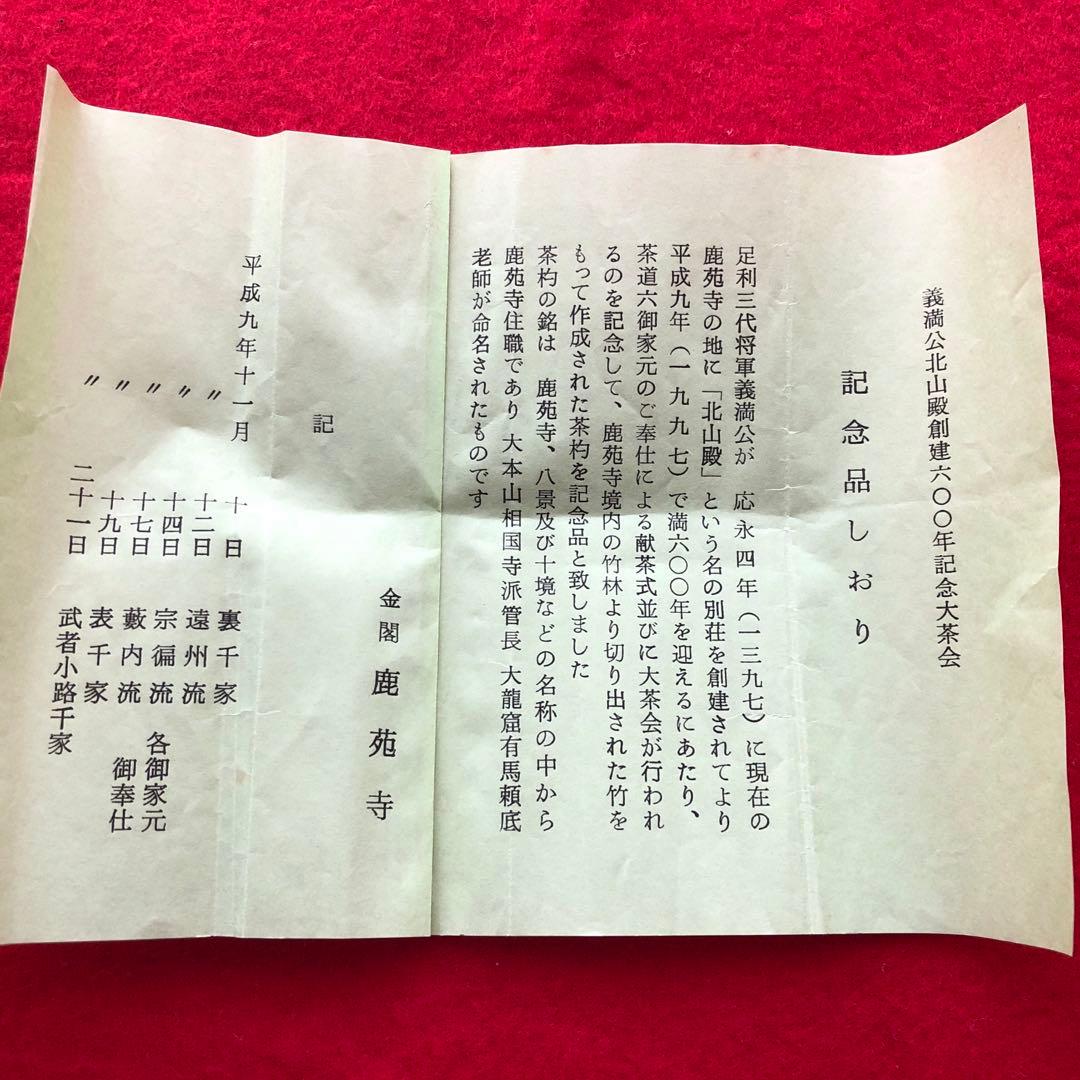 義満公北山殿創建六〇〇年記念大茶会
記念品しおり
足利三代将軍義満公が　応永四年（一三九七）に現在の
鹿苑寺の地に「北山殿」という名の別荘を創建されてより
平成九年（一九九七）で満六〇〇年を迎えるにあたり、
茶道六御家元のご奉仕による献茶式並びに大茶会が行われ
るのを記念して、鹿苑寺境内の竹林より切り出された竹を
もって作成された茶杓を記念品と致しました
茶杓の銘は　鹿苑寺、八景及び十境などの名称の中から
鹿苑寺住職であり　大本山相国寺派管長　大龍窟有馬頼底
老師が命名されたものです
金閣　鹿苑寺
記
平成九年十一月　十日　裏千家
〃　十二日　遠州流
〃　十四日　宗徧流　各御家元
〃　十七日　藪内流　御奉仕
〃　十九日　表千家
〃　二十一日　武者小路千家